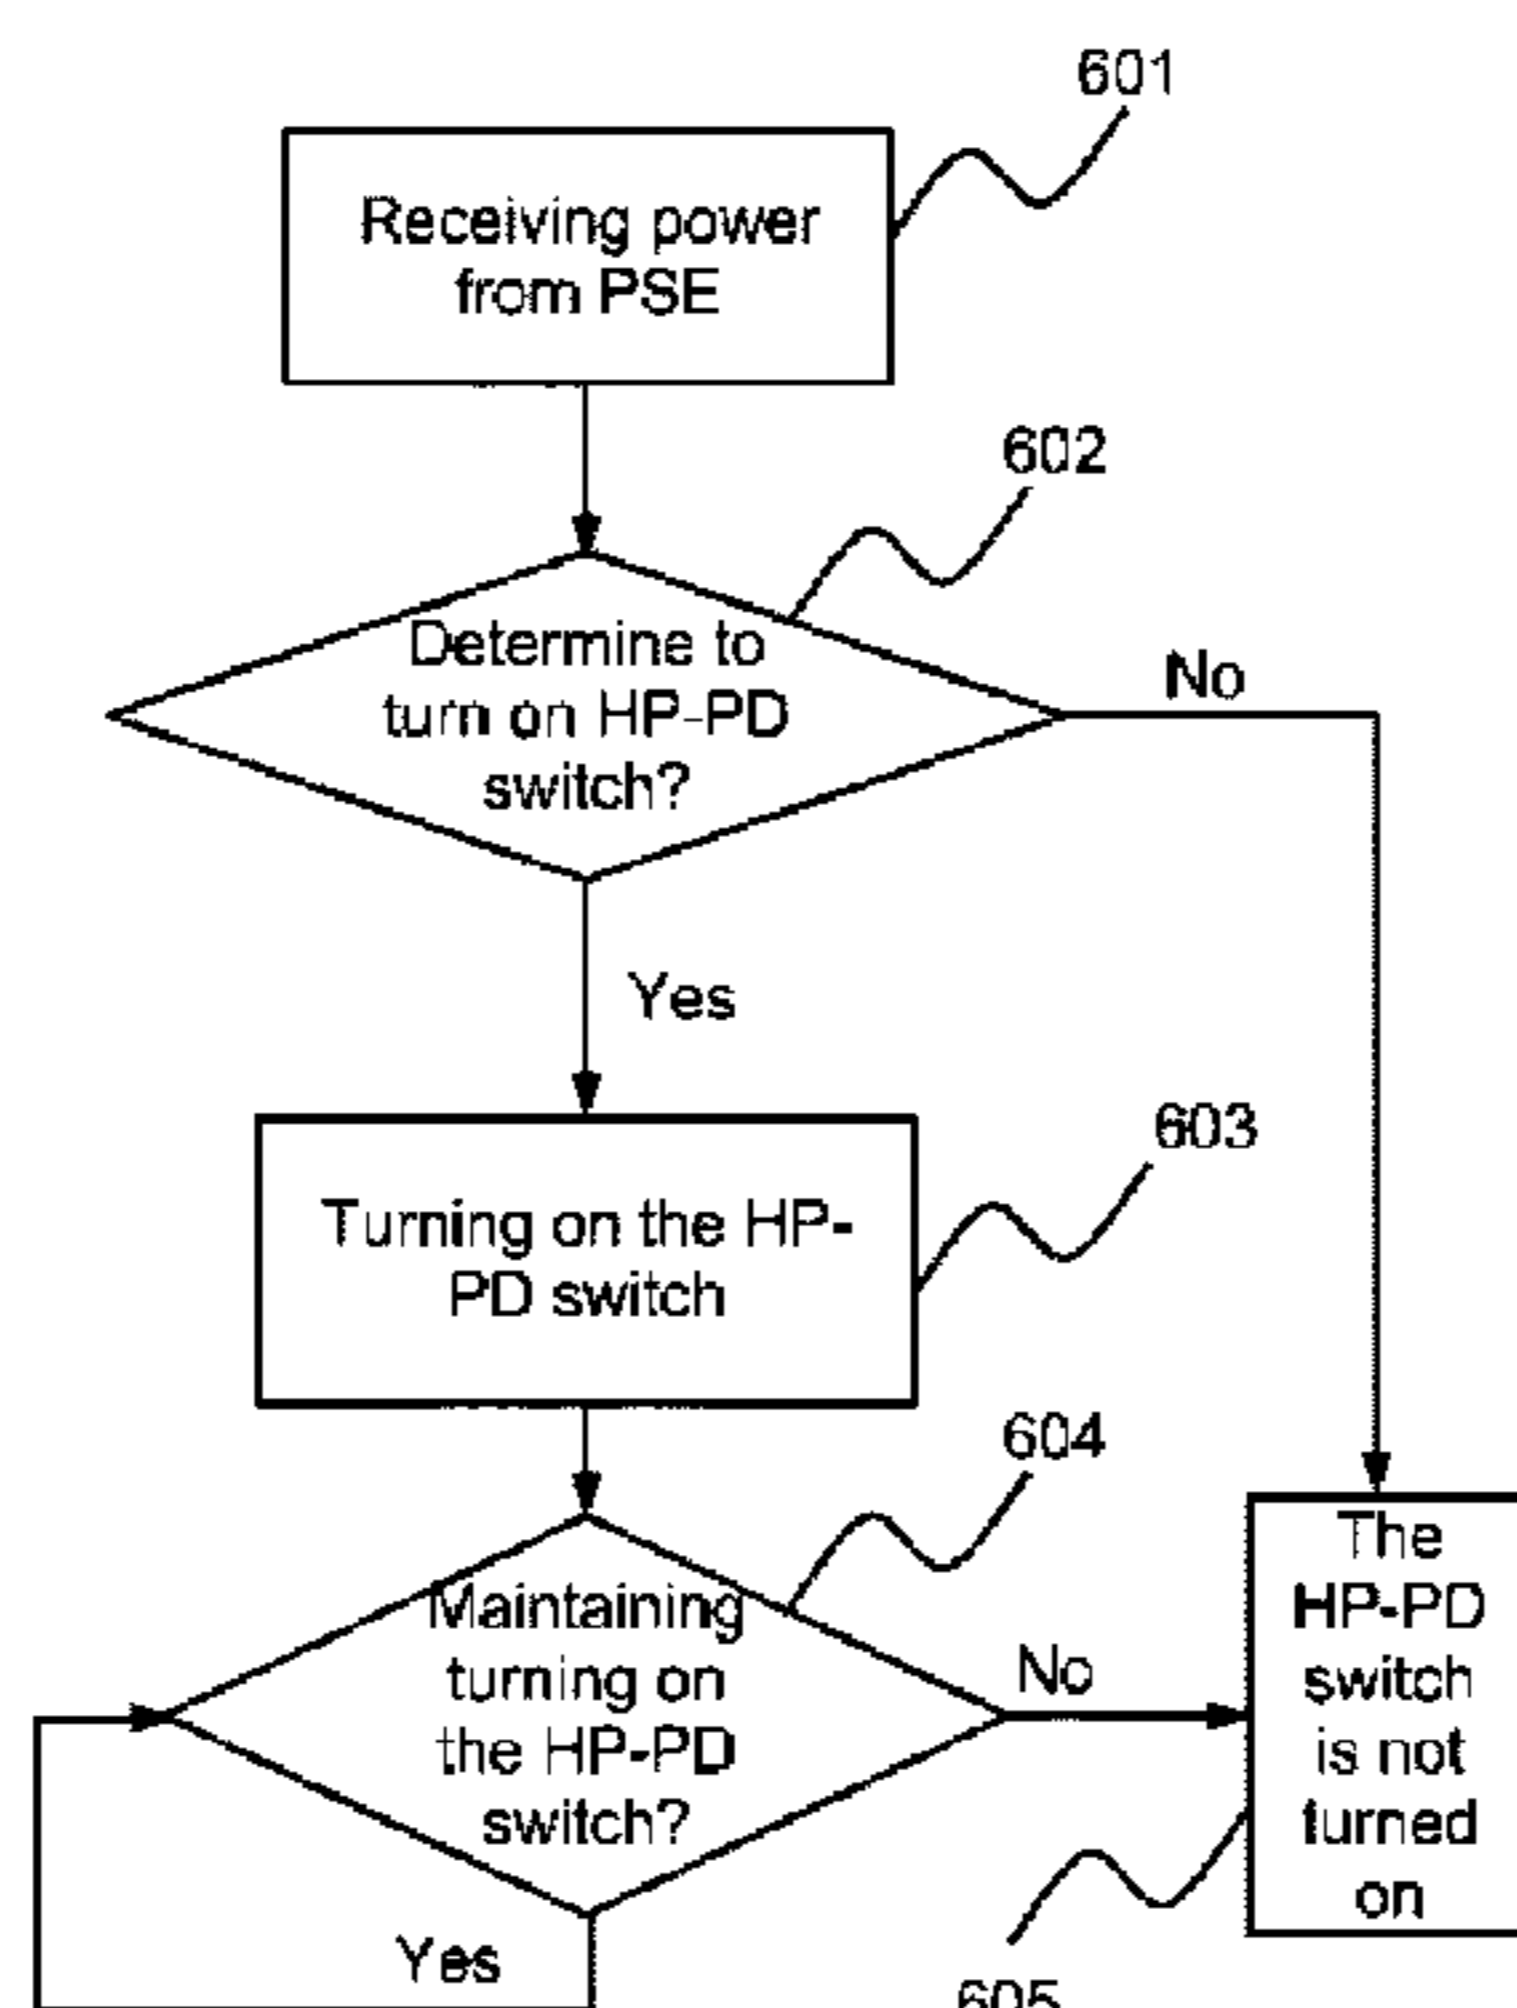 601
Receiving power
from PSE
602
Determine to
turn on HP-PD
switch?
No
Yes
603
Turning on the HP-
PD switch
604
Maintaining
turning on
the HP-PD
switch?
No
The
HP-PD
switch
is not
turned
on
Yes
605